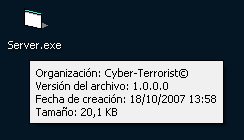 Server.exe
Organización: Cyber-Terrorist©
Versión del archivo: 1.0.0.0
Fecha de creación: 18/10/2007 13:58
Tamaño: 20,1 KB